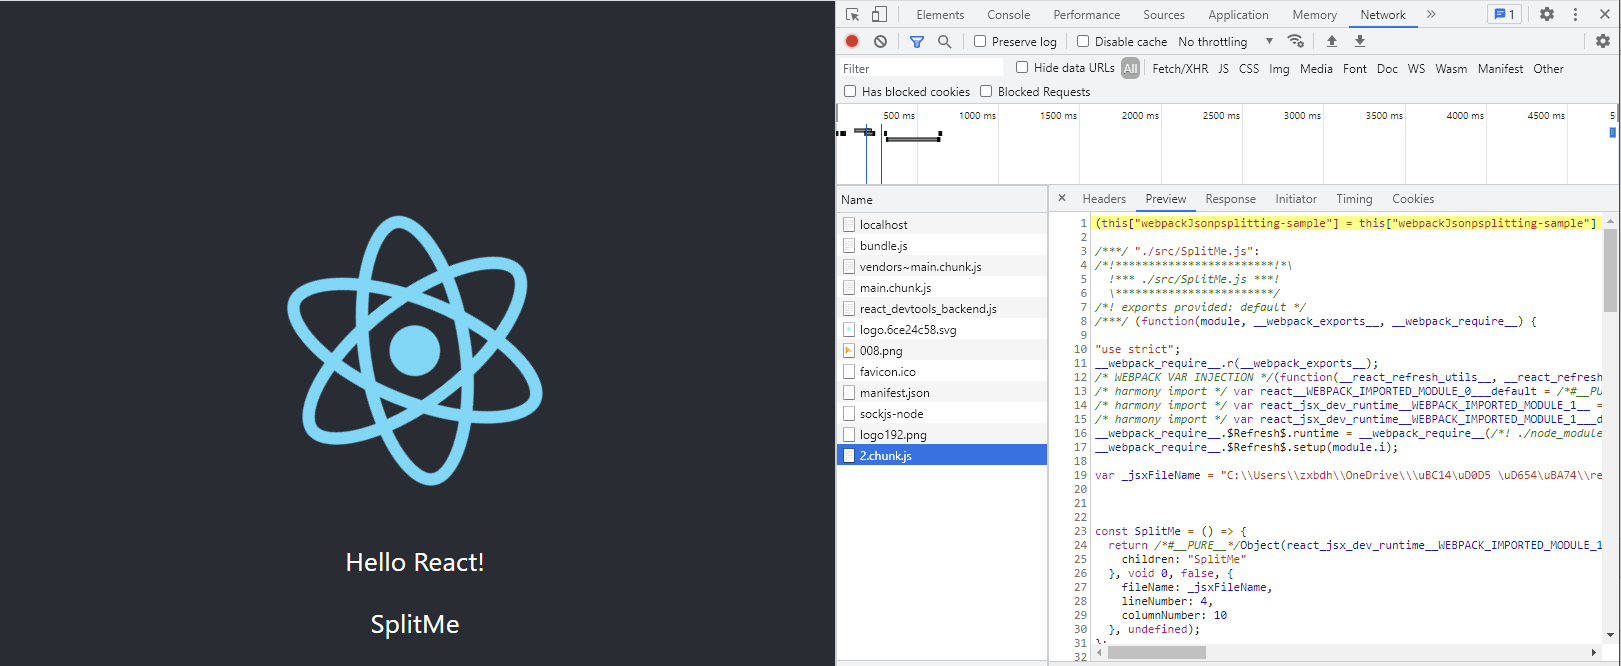 Hello React!
SplitMe
Elements Console Performance Sources Application Memory Network » 1
Preserve log Disable cache No throttling
Filter Hide data URLs All Fetch/XHR JS CSS Img Media Font Doc WS Wasm Manifest Other
Has blocked cookies Blocked Requests
500 ms 1000 ms 1500 ms 2000 ms 2500 ms 3000 ms 3500 ms 4000 ms 4500 ms 5
Name
localhost
bundle.js
vendors~main.chunk.js
main.chunk.js
react_devtools_backend.js
logo.6ce24c58.svg
008.png
favicon.ico
manifest.json
sockjs-node
logo192.png
2.chunk.js
× Headers Preview Response Initiator Timing Cookies
1 (this["webpackJsonpsplitting-sample"] = this["webpackJsonpsplitting-sample"]
2
3 /***/ "./src/SplitMe.js":
4 /*!************************!*\
5 !*** ./src/SplitMe.js ***!
6 \************************/
7 /*! exports provided: default */
8 /***/ (function(module, __webpack_exports__, __webpack_require__) {
9
10 "use strict";
11 __webpack_require__.r(__webpack_exports__);
12 /* WEBPACK VAR INJECTION */(function(__react_refresh_utils__, __react_refresh
13 /* harmony import */ var react__WEBPACK_IMPORTED_MODULE_0___default = /*#__PU
14 /* harmony import */ var react_jsx_dev_runtime__WEBPACK_IMPORTED_MODULE_1__ =
15 /* harmony import */ var react_jsx_dev_runtime__WEBPACK_IMPORTED_MODULE_1___d
16 __webpack_require__.$Refresh$.runtime = __webpack_require__(/*! ./node_module
17 __webpack_require__.$Refresh$.setup(module.i);
18
19 var _jsxFileName = "C:\\Users\\zxbdh\\OneDrive\\\uBC14\uD0D5 \uD654\uBA74\\re
20
21
22
23 const SplitMe = () => {
24 return /*#__PURE__*/Object(react_jsx_dev_runtime__WEBPACK_IMPORTED_MODULE_1
25 children: "SplitMe"
26 }, void 0, false, {
27 fileName: _jsxFileName,
28 lineNumber: 4,
29 columnNumber: 10
30 }, undefined);
31 };
32